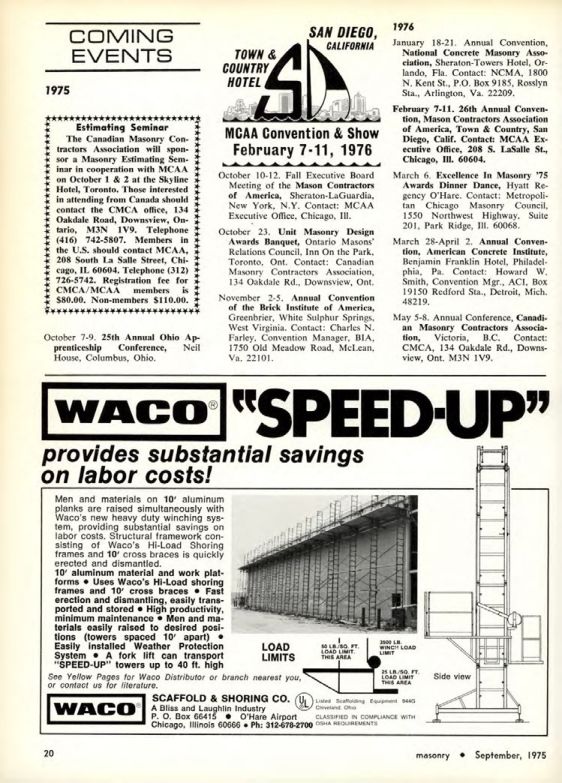 COMING
EVENTS
1975
Estimating Seminar
The Canadian Masonry Con-
tractors Association will spon-
sor a Masonry Estimating Sem-
inar in cooperation with MCAA
on October 1 & 2 at the Skyline
Hotel, Toronto. Those interested
in attending from Canada should
contact the CMCA office, 134
Oakdale Road, Downsview, On-
tario, M3N 1V9. Telephone
(416) 742-5807. Members in
the U.S. should contact MCAA,
208 South La Salle Street, Chi-
cago, IL 60604. Telephone (312)
726-5742. Registration fee for
CMCA/MCAA members is
$80.00. Non-members $110.00.
October 7-9. 25th Annual Ohio Ap-
prenticeship Conference, Neil
House, Columbus, Ohio.
SAN DIEGO,
CALIFORNIA
TOWN &
COUNTRY
HOTEL
SD
MCAA Convention & Show
February 7-11, 1976
October 10-12. Fall Executive Board
Meeting of the Mason Contractors
of America, Sheraton-LaGuardia,
New York, N.Y. Contact: MCAA
Executive Office, Chicago, Ill.
October 23. Unit Masonry Design
Awards Banquet, Ontario Masons'
Relations Council, Inn On the Park,
Toronto, Ont. Contact: Canadian
Masonry Contractors Association,
134 Oakdale Rd., Downsview, Ont.
November 2-5. Annual Convention
of the Brick Institute of America,
Greenbrier, White Sulphur Springs,
West Virginia. Contact: Charles N.
Farley, Convention Manager, BIA,
1750 Old Meadow Road, McLean,
Va. 22101.
1976
January 18-21. Annual Convention,
National Concrete Masonry Asso-
ciation, Sheraton-Towers Hotel, Or-
lando, Fla. Contact: NCMA, 1800
N. Kent St., P.O. Box 9185, Rosslyn
Sta., Arlington, Va. 22209.
February 7-11. 26th Annual Conven-
tion, Mason Contractors Association
of America, Town & Country, San
Diego, Calif. Contact: MCAA Ex-
ecutive Office, 208 S. LaSalle St.,
Chicago, Ill. 60604.
March 6. Excellence In Masonry '75
Awards Dinner Dance, Hyatt Re-
gency O'Hare. Contact: Metropoli-
tan Chicago Masonry Council,
1550 Northwest Highway. Suite
201, Park Ridge, Ill. 60068.
March 28-April 2. Annual Conven-
tion, American Concrete Institute,
Benjamin Franklin Hotel, Philadel-
phia, Pa. Contact: Howard W.
Smith, Convention Mgr., ACI, Box
19150 Redford Sta., Detroit, Mich.
48219.
May 5-8. Annual Conference, Canadi-
an Masonry Contractors Associa-
tion, Victoria, B.C. Contact:
CMCA, 134 Oakdale Rd., Downs-
view, Ont. M3N 1V9.
WACO® "SPEED-UP"
provides substantial savings
on labor costs!
Men and materials on 10' aluminum
planks are raised simultaneously with
Waco's new heavy duty winching sys-
tem, providing substantial savings on
labor costs. Structural framework con-
sisting of Waco's Hi-Load Shoring
frames and 10' cross braces is quickly
erected and dismantled.
10' aluminum material and work plat-
forms • Uses Waco's Hi-Load shoring
frames and 10' cross braces • Fast
erection and dismantling, easily trans-
ported and stored • High productivity,
minimum maintenance • Men and ma-
terials easily raised to desired posi-
tions (towers spaced 10' apart) •
Easily installed Weather Protection
System • A fork lift can transport
"SPEED-UP" towers up to 40 ft. high
LOAD
LIMITS
50 LB./SQ. FT.
LOAD LIMIT.
THIS AREA
3500 LB.
WINCH LOAD
LIMIT
25 LB./SQ. FT.
LOAD LIMIT
THIS AREA
Side view
See Yellow Pages for Waco Distributor or branch nearest you,
or contact us for literature.
WACO
SCAFFOLD & SHORING CO.
A Bliss and Laughlin Industry
P. O. Box 66415 • O'Hare Airport
Chicago, Illinois 60666 • Ph: 312-678-2700
UL
Listed Scaffolding Equipment 944G
Cleveland, Ohio
CLASSIFIED IN COMPLIANCE WITH
OSHA REQUIREMENTS
20
masonry • September, 1975